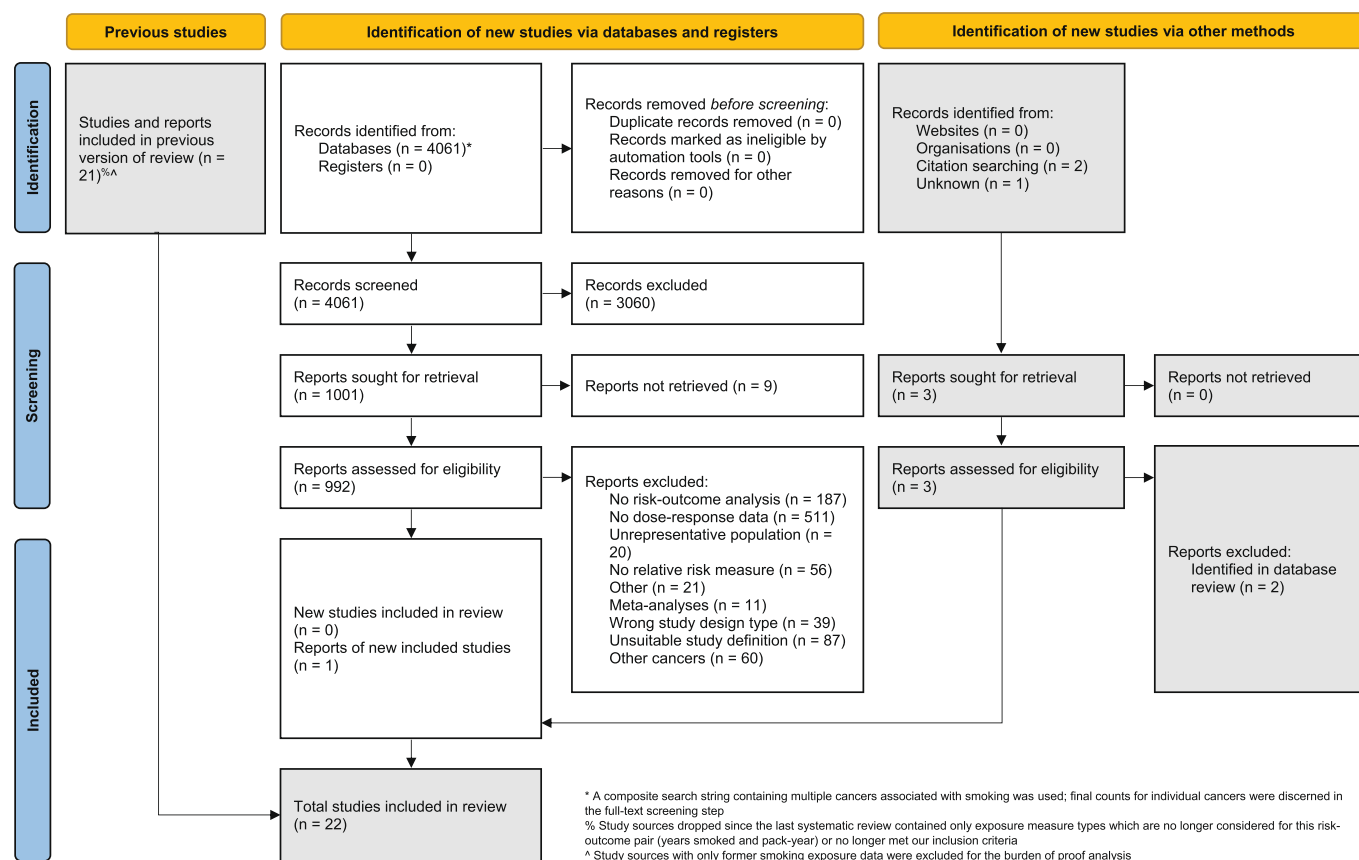 Previous studies
Identification of new studies via databases and registers
Identification of new studies via other methods
Identification
Studies and reports
included in previous
version of review (n =
21)%^
Records identified from:
Databases (n = 4061)*
Registers (n = 0)
Records removed before screening:
Duplicate records removed (n = 0)
Records marked as ineligible by
automation tools (n = 0)
Records removed for other
reasons (n = 0)
Records identified from:
Websites (n = 0)
Organisations (n = 0)
Citation searching (n = 2)
Unknown (n = 1)
Screening
Records screened
(n = 4061)
Records excluded
(n = 3060)
Reports sought for retrieval
(n = 1001)
Reports not retrieved (n = 9)
Reports sought for retrieval
(n = 3)
Reports not retrieved
(n = 0)
Reports assessed for eligibility
(n = 992)
Reports excluded:
No risk-outcome analysis (n = 187)
No dose-response data (n = 511)
Unrepresentative population (n =
20)
No relative risk measure (n = 56)
Other (n = 21)
Meta-analyses (n = 11)
Wrong study design type (n = 39)
Unsuitable study definition (n = 87)
Other cancers (n = 60)
Reports assessed for eligibility
(n = 3)
Reports excluded:
Identified in database
review (n = 2)
Included
New studies included in review
(n = 0)
Reports of new included studies
(n = 1)
Total studies included in review
(n = 22)
* A composite search string containing multiple cancers associated with smoking was used; final counts for individual cancers were discerned in
the full-text screening step
% Study sources dropped since the last systematic review contained only exposure measure types which are no longer considered for this risk-
outcome pair (years smoked and pack-year) or no longer met our inclusion criteria
^ Study sources with only former smoking exposure data were excluded for the burden of proof analysis